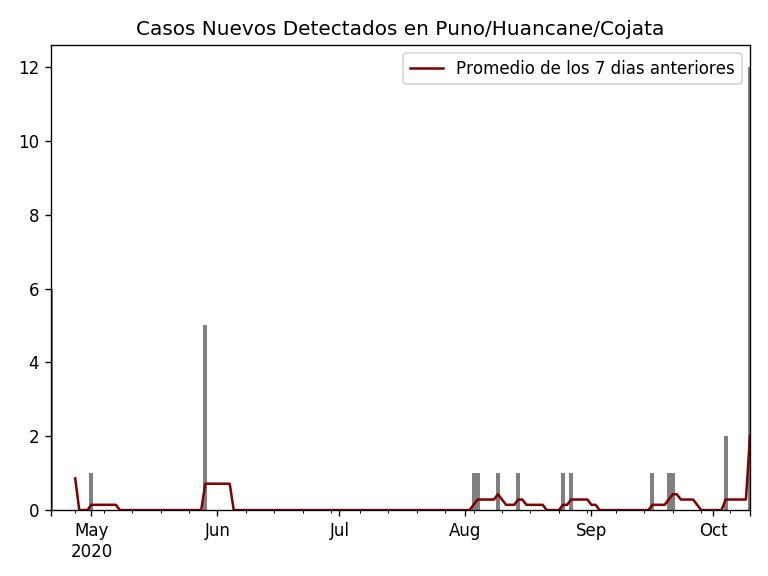 Casos Nuevos Detectados en Puno/Huancane/Cojata
Promedio de los 7 dias anteriores
12
10
8
6
4
2
0
May Jun Jul Aug Sep Oct
2020